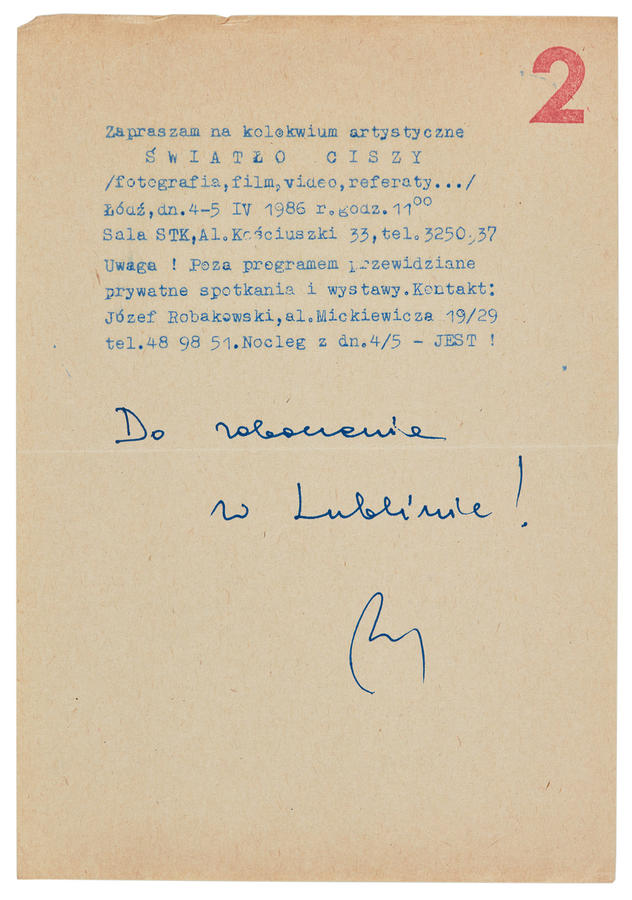 2
Zapraszam na kolokwium artystyczne
Ś W I A T Ł O C I S Z Y
/fotografia,film,video,referaty.../
Łódź,dn.4-5 IV 1986 r.godz.11⁰⁰
Sala STK,Al.Kościuszki 33,tel.3250.37
Uwaga ! Poza programem przewidziane
prywatne spotkania i wystawy.Kontakt:
Józef Robakowski,al.Mickiewicza 19/29
tel.48 98 51.Nocleg z dn.4/5 - JEST !
Do zobaczenia
w Lublinie !